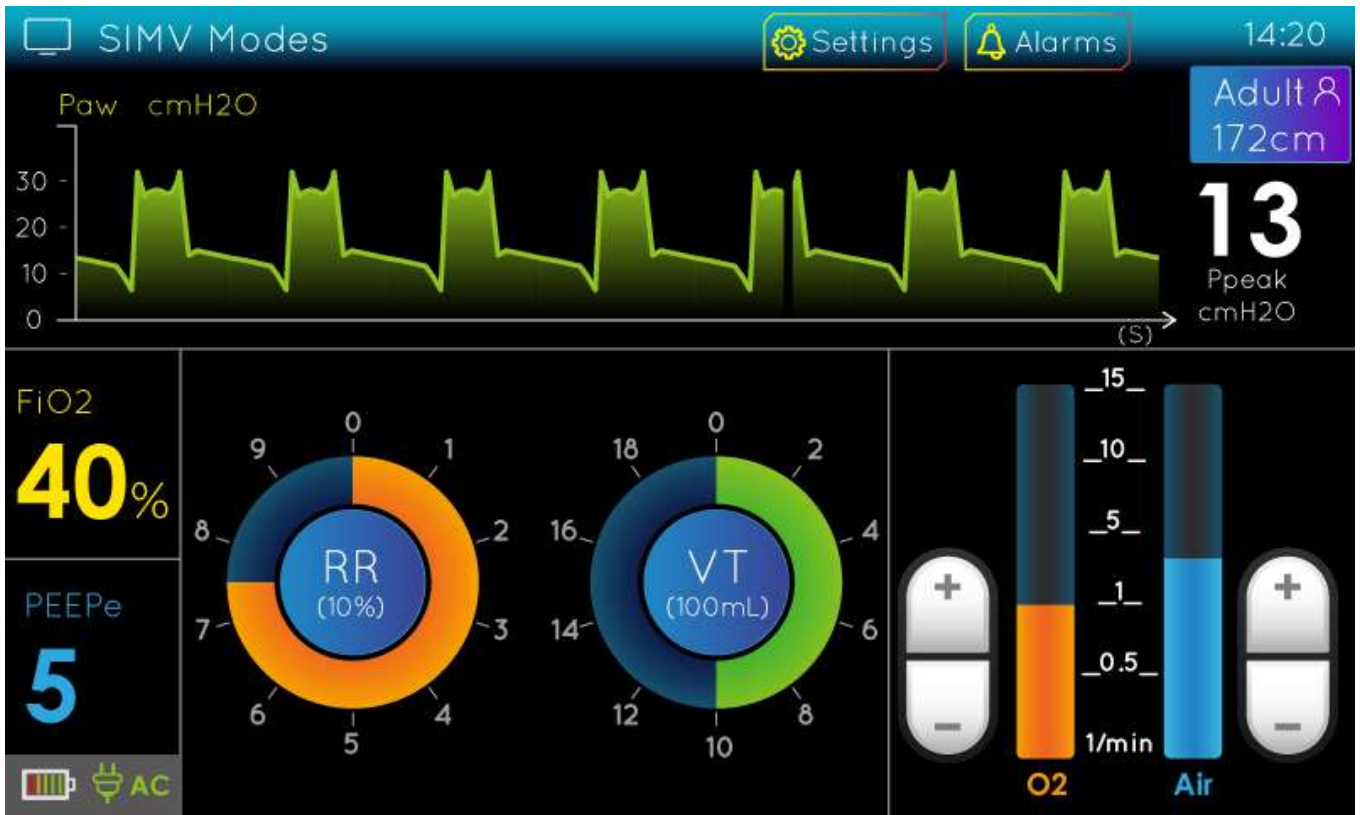 SIMV Modes
Settings
Alarms
14:20
Paw cmH2O
Adult
172cm
30
20
10
0
(S)
13
Ppeak
cmH2O
FiO2
40%
PEEPe
5
AC
0
1
2
3
4
5
6
7
8
9
RR
(10%)
0
2
4
6
8
10
12
14
16
18
VT
(100mL)
15
10
5
1
0.5
1/min
+
−
+
−
O2
Air